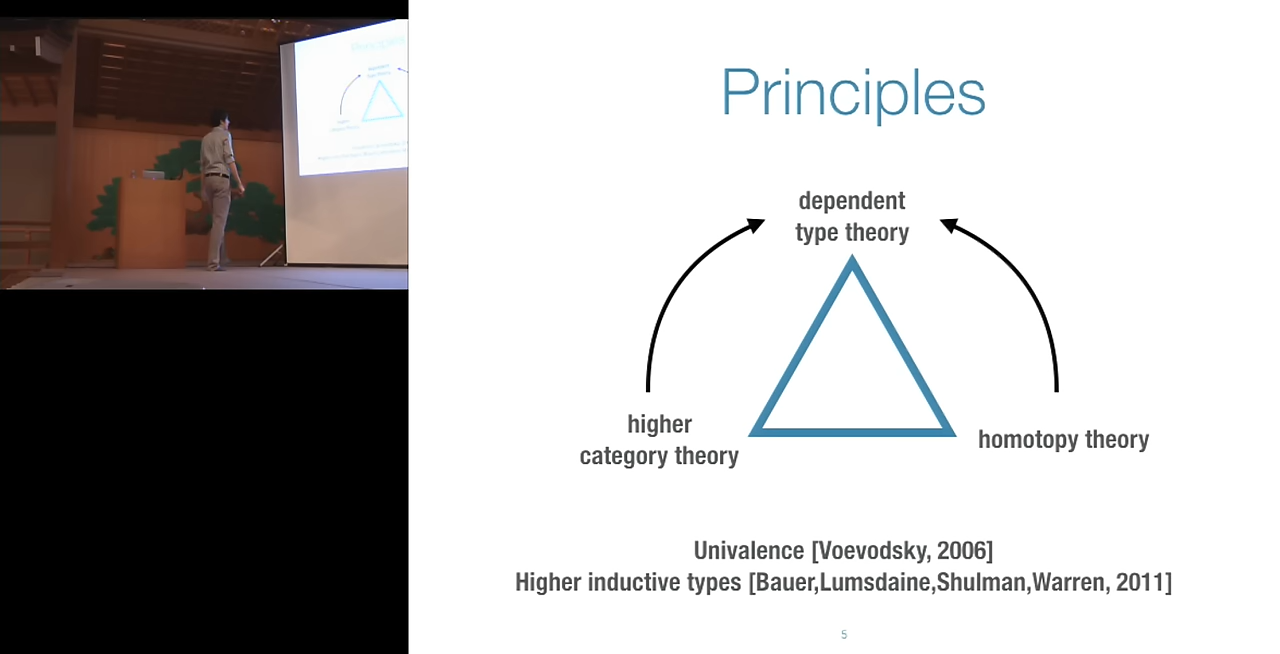 Principles
dependent
type theory
higher
category theory
homotopy theory
Univalence [Voevodsky, 2006]
Higher inductive types [Bauer,Lumsdaine,Shulman,Warren, 2011]
5